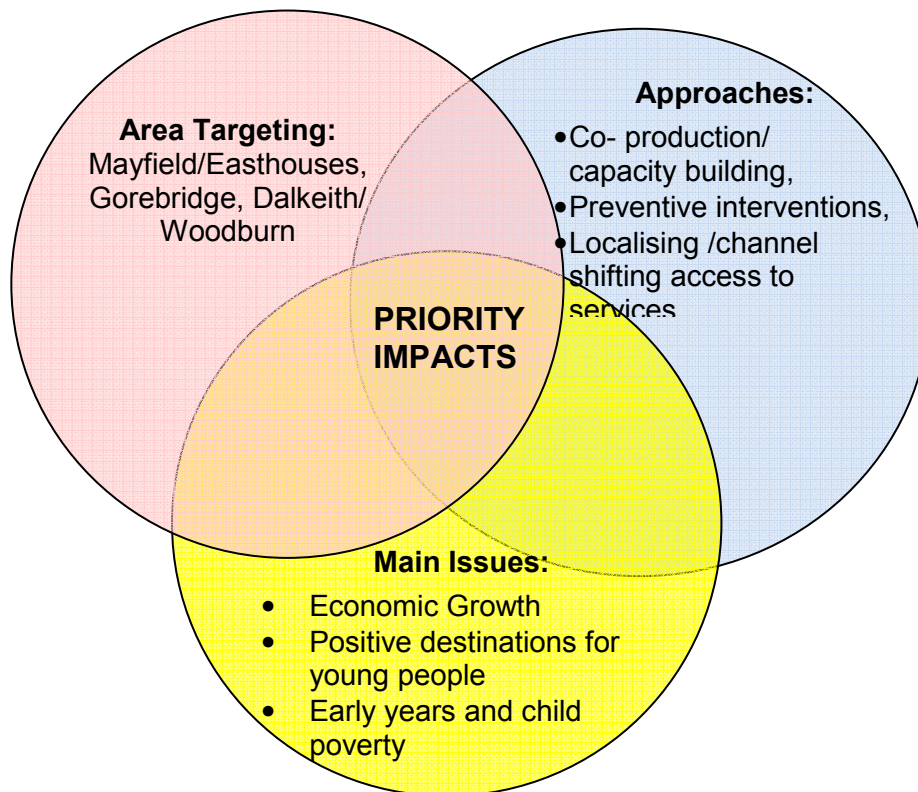 Area Targeting:
Mayfield/Easthouses,
Gorebridge, Dalkeith/
Woodburn
Approaches:
•Co- production/
capacity building,
•Preventive interventions,
•Localising /channel
shifting access to
services
PRIORITY
IMPACTS
Main Issues:
• Economic Growth
• Positive destinations for
young people
• Early years and child
poverty